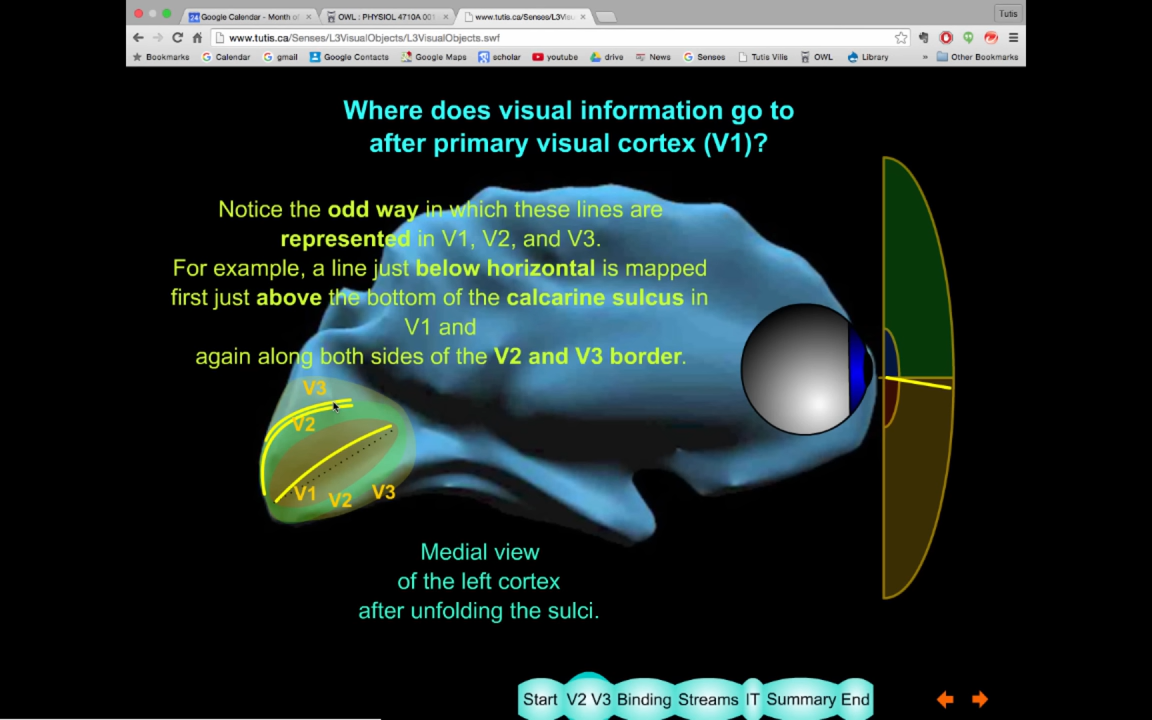 Google Calendar - Month o
OWL : PHYSIOL 4710A 001
www.tutis.ca/Senses/L3Visu
Tutis
www.tutis.ca/Senses/L3VisualObjects/L3VisualObjects.swf
Bookmarks Calendar gmail Google Contacts Google Maps scholar youtube drive News Senses Tutis Vilis OWL Library » Other Bookmarks
Where does visual information go to
after primary visual cortex (V1)?
Notice the odd way in which these lines are
represented in V1, V2, and V3.
For example, a line just below horizontal is mapped
first just above the bottom of the calcarine sulcus in
V1 and
again along both sides of the V2 and V3 border.
V3
V2
V1 V2 V3
Medial view
of the left cortex
after unfolding the sulci.
Start V2 V3 Binding Streams IT Summary End